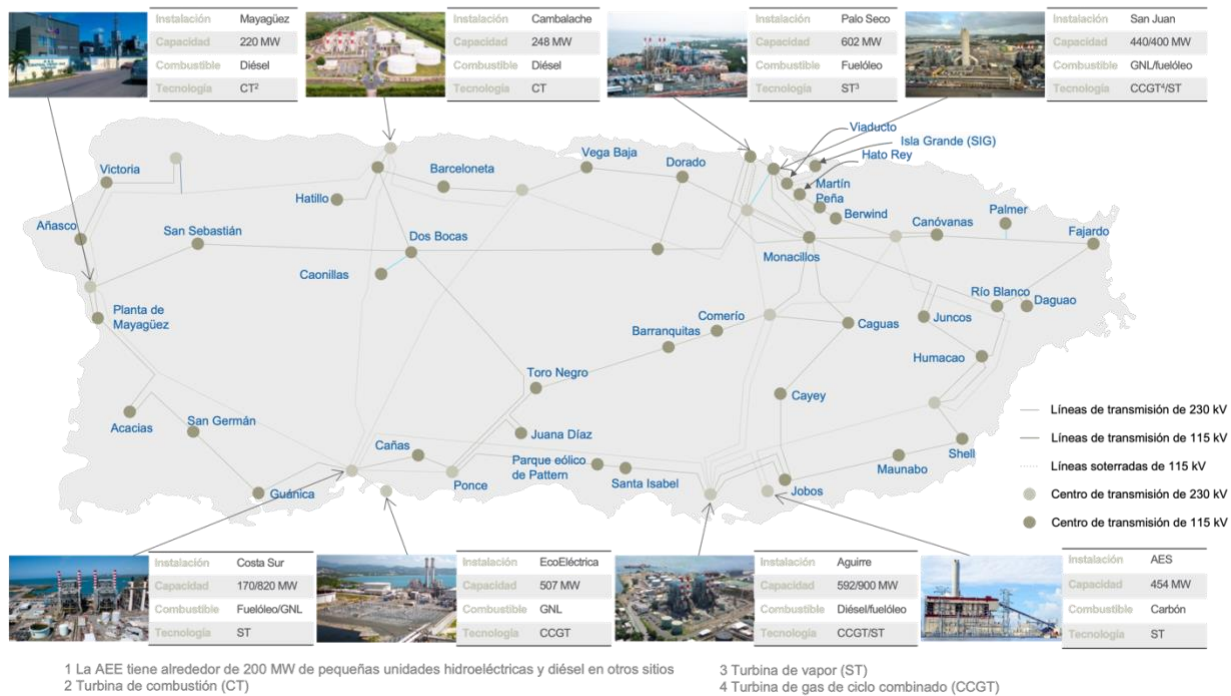 Instalación Mayagüez
Capacidad 220 MW
Combustible Diésel
Tecnología CT²
Instalación Cambalache
Capacidad 248 MW
Combustible Diésel
Tecnología CT
Instalación Palo Seco
Capacidad 602 MW
Combustible Fuelóleo
Tecnología ST³
Instalación San Juan
Capacidad 440/400 MW
Combustible GNL/fuelóleo
Tecnología CCGT⁴/ST
Viaducto
Isla Grande (SIG)
Hato Rey
Victoria
Barceloneta
Vega Baja
Dorado
Martín
Peña
Hatillo
Berwind
Canóvanas
Palmer
Añasco
San Sebastián
Dos Bocas
Fajardo
Monacillos
Caonillas
Río Blanco
Daguao
Planta de
Mayagüez
Comerío
Barranquitas
Caguas
Juncos
Humacao
Toro Negro
Cayey
Acacias
San Germán
Juana Díaz
Cañas
Parque eólico
de Pattern
Santa Isabel
Maunabo
Shell
Guánica
Ponce
Jobos
Líneas de transmisión de 230 kV
Líneas de transmisión de 115 kV
Líneas soterradas de 115 kV
Centro de transmisión de 230 kV
Centro de transmisión de 115 kV
Instalación Costa Sur
Capacidad 170/820 MW
Combustible Fuelóleo/GNL
Tecnología ST
Instalación EcoEléctrica
Capacidad 507 MW
Combustible GNL
Tecnología CCGT
Instalación Aguirre
Capacidad 592/900 MW
Combustible Diésel/fuelóleo
Tecnología CCGT/ST
Instalación AES
Capacidad 454 MW
Combustible Carbón
Tecnología ST
1 La AEE tiene alrededor de 200 MW de pequeñas unidades hidroeléctricas y diésel en otros sitios
2 Turbina de combustión (CT)
3 Turbina de vapor (ST)
4 Turbina de gas de ciclo combinado (CCGT)